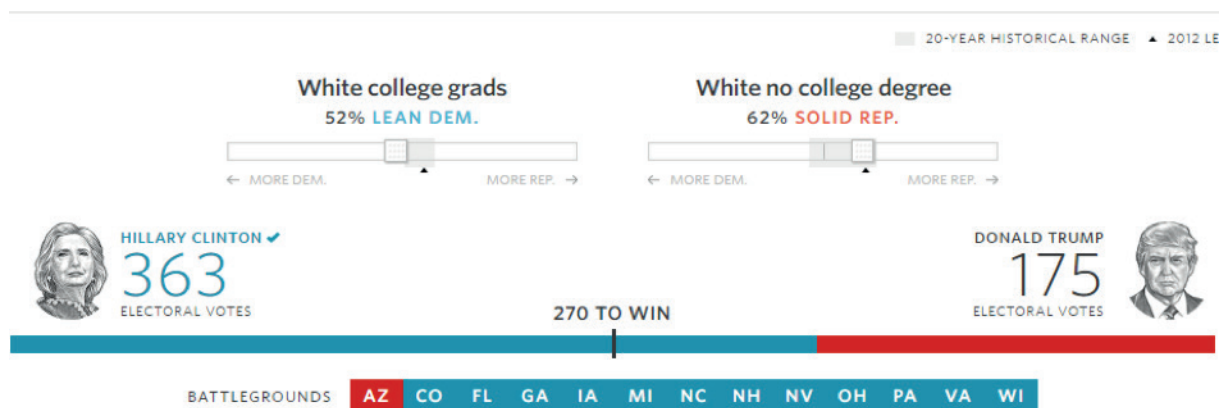 20-YEAR HISTORICAL RANGE ▲ 2012 LE
White college grads
52% LEAN DEM.
← MORE DEM. MORE REP. →
White no college degree
62% SOLID REP.
← MORE DEM. MORE REP. →
HILLARY CLINTON ✔
363
ELECTORAL VOTES
270 TO WIN
DONALD TRUMP
175
ELECTORAL VOTES
BATTLEGROUNDS AZ CO FL GA IA MI NC NH NV OH PA VA WI